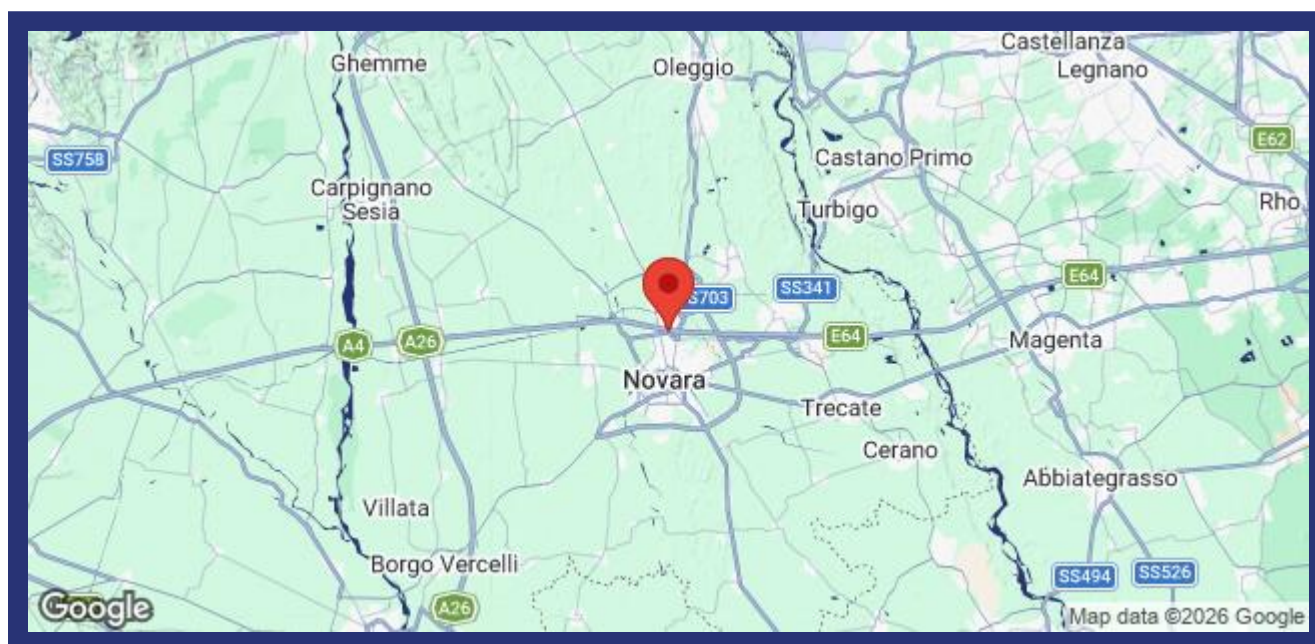 Castellanza
Ghemme
Oleggio
Legnano
E62
SS758
Castano Primo
Carpignano
Sesia
Turbigo
Rho
E64
SS341
SS703
A4
A26
E64
Magenta
Novara
Trecate
Cerano
Abbiategrasso
Villata
Borgo Vercelli
SS494
SS526
A26
Google
Map data ©2026 Google